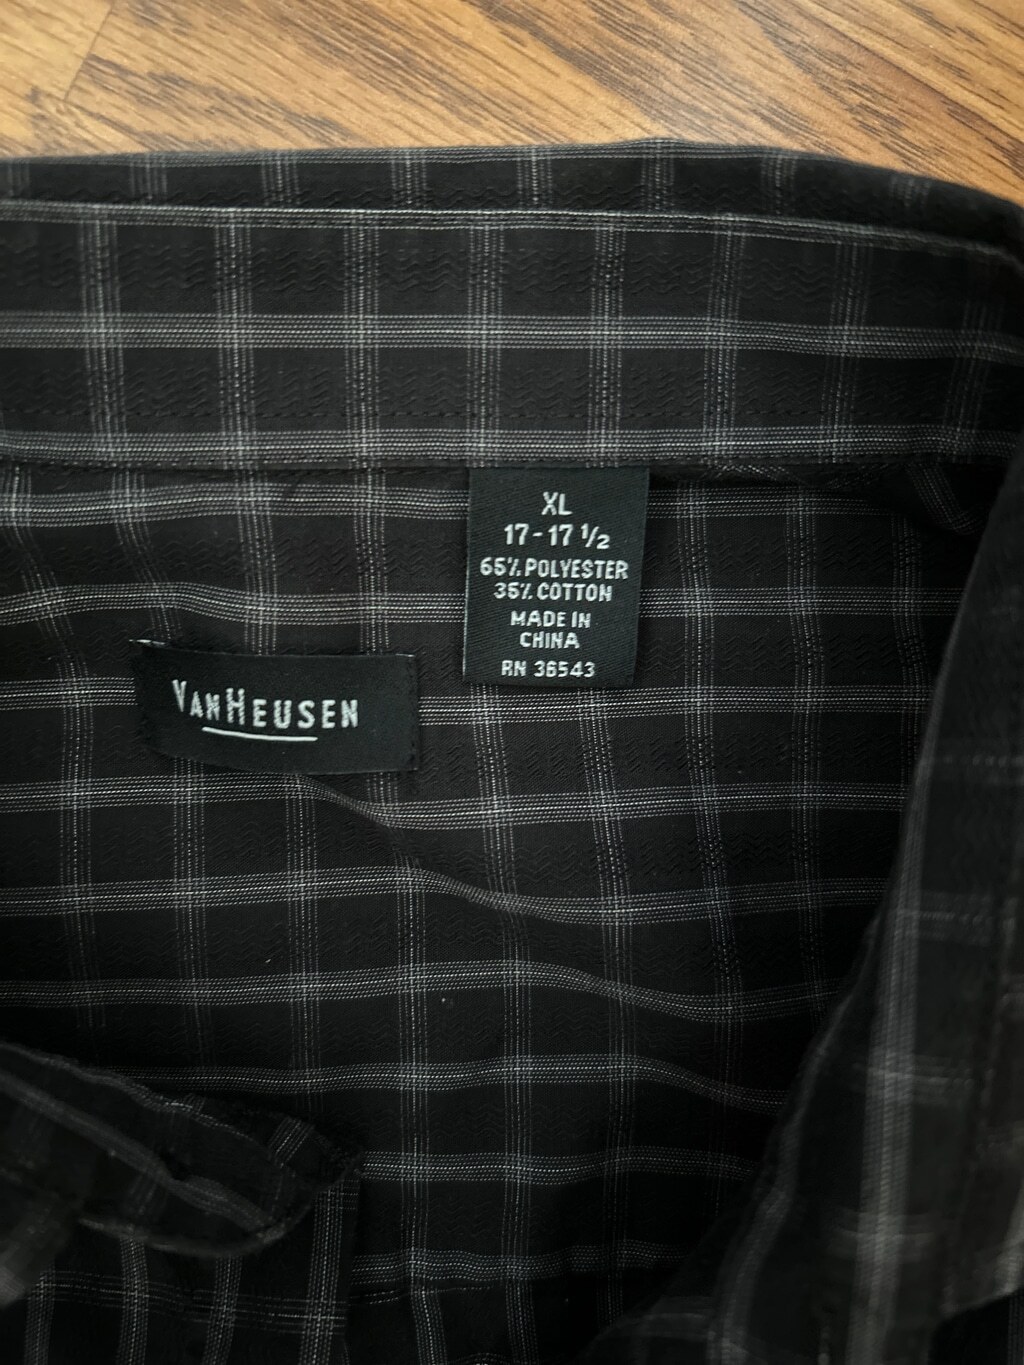 XL
17-17 ½
65% POLYESTER
35% COTTON
MADE IN
CHINA
RN 36543
VANHEUSEN